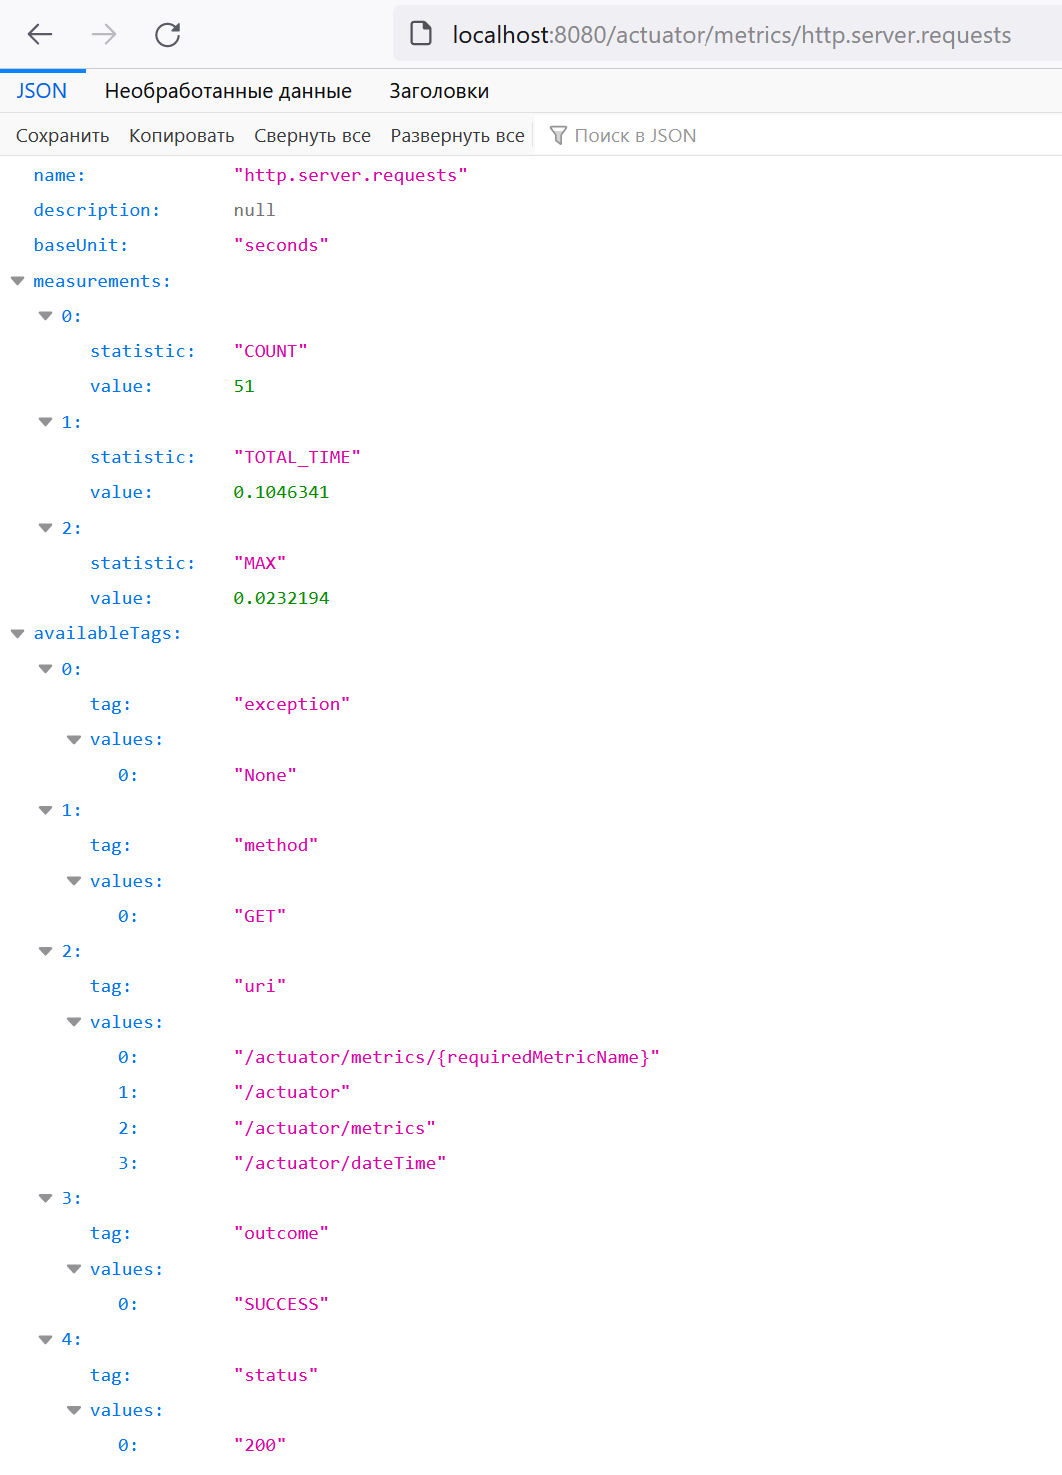 localhost:8080/actuator/metrics/http.server.requests
JSON Необработанные данные Заголовки
Сохранить Копировать Свернуть все Развернуть все Поиск в JSON
name: "http.server.requests"
description: null
baseUnit: "seconds"
measurements:
0:
statistic: "COUNT"
value: 51
1:
statistic: "TOTAL_TIME"
value: 0.1046341
2:
statistic: "MAX"
value: 0.0232194
availableTags:
0:
tag: "exception"
values:
0: "None"
1:
tag: "method"
values:
0: "GET"
2:
tag: "uri"
values:
0: "/actuator/metrics/{requiredMetricName}"
1: "/actuator"
2: "/actuator/metrics"
3: "/actuator/dateTime"
3:
tag: "outcome"
values:
0: "SUCCESS"
4:
tag: "status"
values:
0: "200"